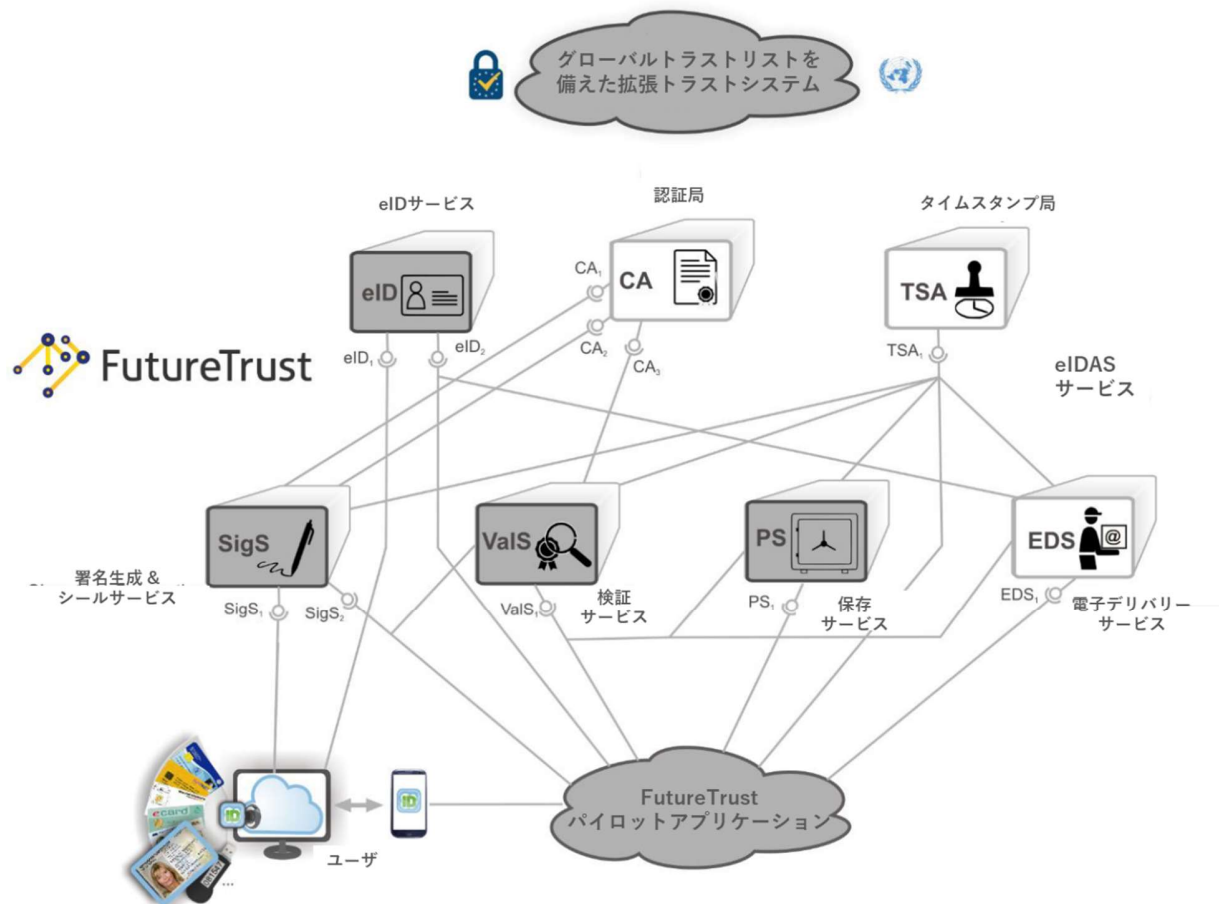 グローバルトラストリストを
備えた拡張トラストシステム
eIDサービス
認証局
タイムスタンプ局
eID
CA
TSA
CA₁
CA₂
CA₃
eID₁
eID₂
TSA₁
FutureTrust
eIDAS
サービス
SigS
ValS
PS
EDS
@
署名生成 &
シールサービス
SigS₁
SigS₂
ValS₁
検証
サービス
PS₁
保存
サービス
EDS₁
電子デリバリー
サービス
ecard
ID
ID
081547
...
ユーザ
FutureTrust
パイロットアプリケーション